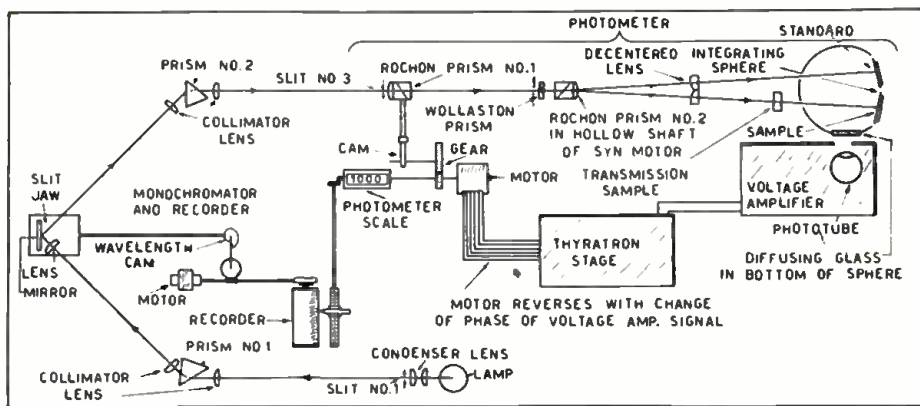 PHOTOMETER
STANDARD
DECENTERED
LENS
INTEGRATING
SPHERE
PRISM NO.2
SLIT NO 3
ROCHON PRISM NO.1
COLLIMATOR
LENS
WOLLASTON
PRISM
ROCHON PRISM NO.2
IN HOLLOW SHAFT
OF SYN MOTOR
SAMPLE
CAM
GEAR
TRANSMISSION
SAMPLE
SLIT
JAW
MONOCHROMATOR
AND RECORDER
1000
PHOTOMETER
SCALE
MOTOR
VOLTAGE
AMPLIFIER
PHOTOTUBE
WAVELENGTH
CAM
THYRATRON
STAGE
DIFFUSING GLASS
IN BOTTOM OF SPHERE
LENS
MIRROR
MOTOR
MOTOR REVERSES WITH CHANGE
OF PHASE OF VOLTAGE AMP. SIGNAL
RECORDER
PRISM NO1
COLLIMATOR
LENS
CONDENSER LENS
LAMP
SLIT NO.1